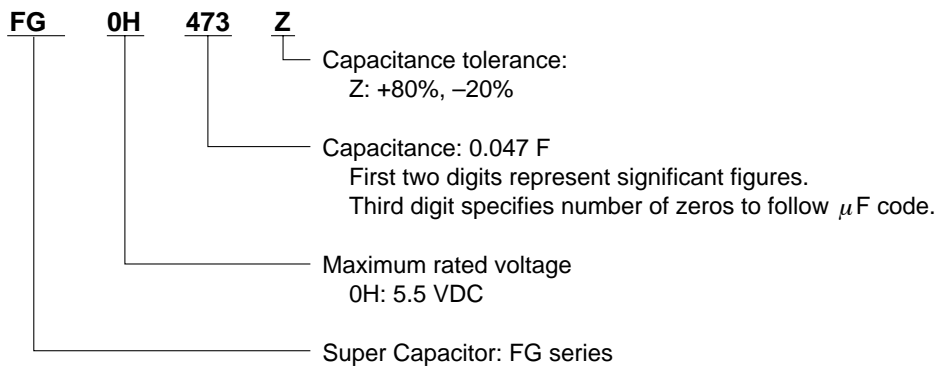 FG 0H 473 Z
Capacitance tolerance:
Z: +80%, –20%
Capacitance: 0.047 F
First two digits represent significant figures.
Third digit specifies number of zeros to follow μF code.
Maximum rated voltage
0H: 5.5 VDC
Super Capacitor: FG series